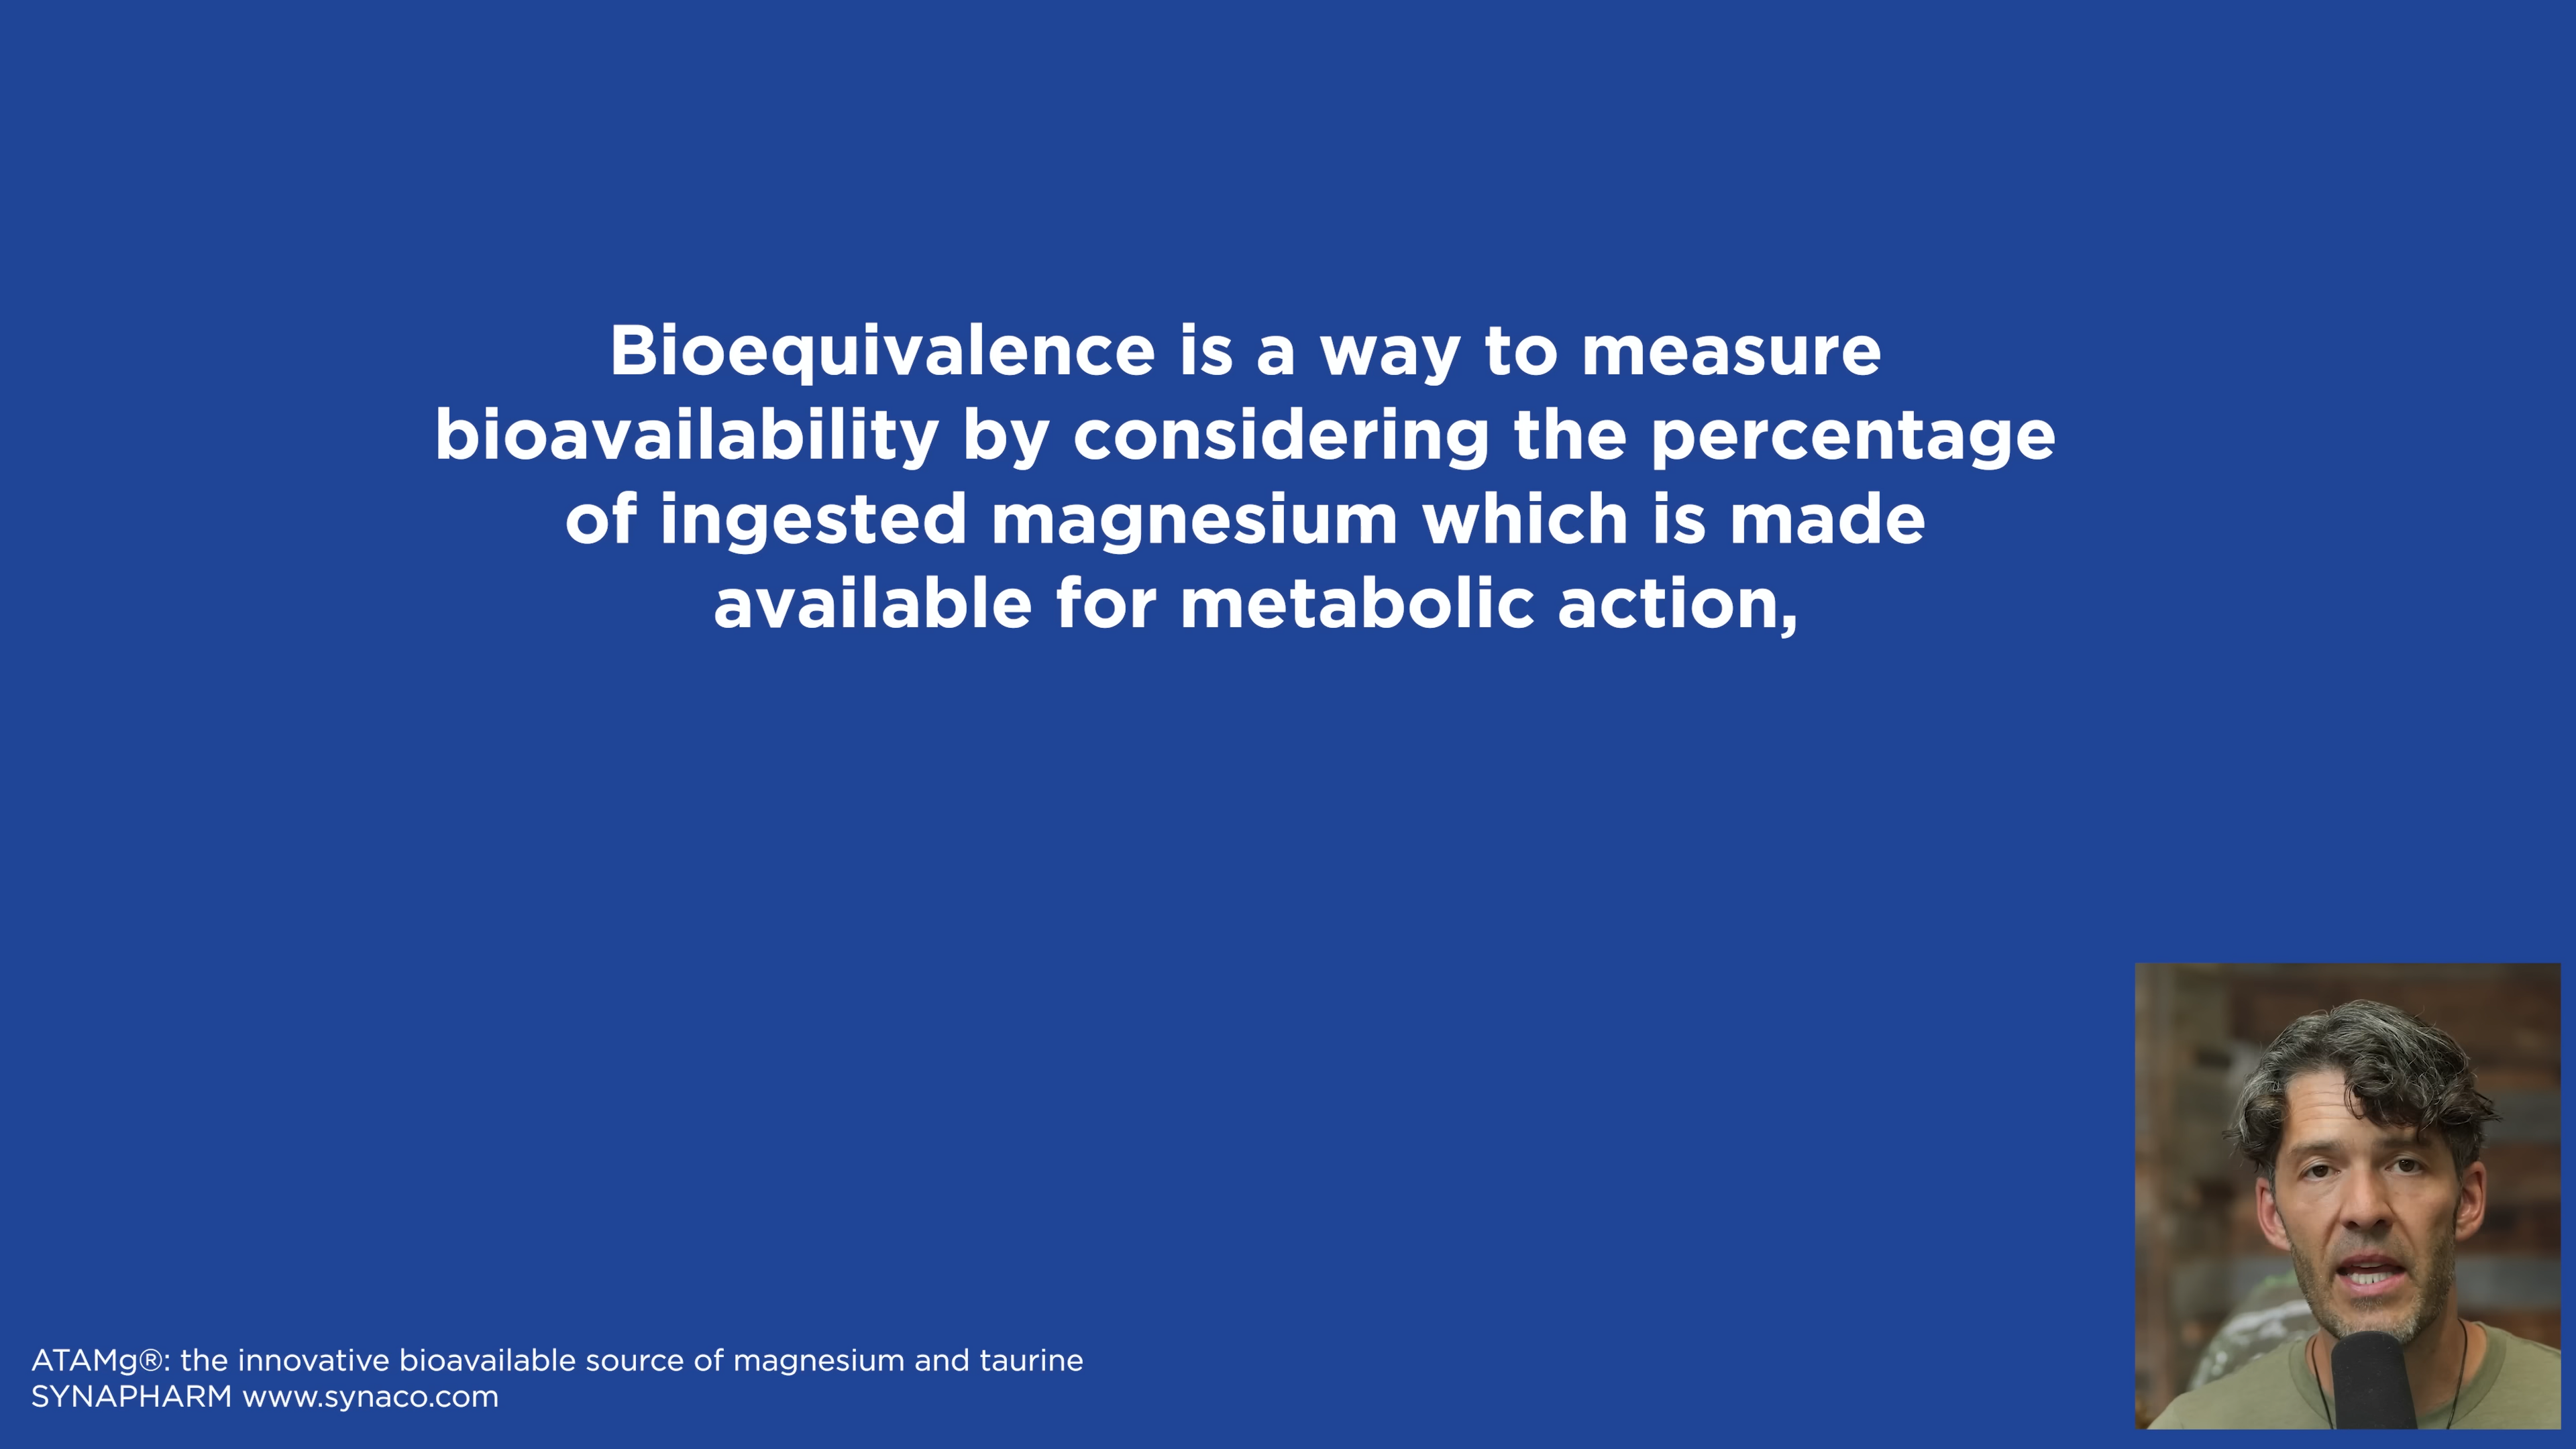 Bioequivalence is a way to measure
bioavailability by considering the percentage
of ingested magnesium which is made
available for metabolic action,
ATAMg®: the innovative bioavailable source of magnesium and taurine
SYNAPHARM www.synaco.com